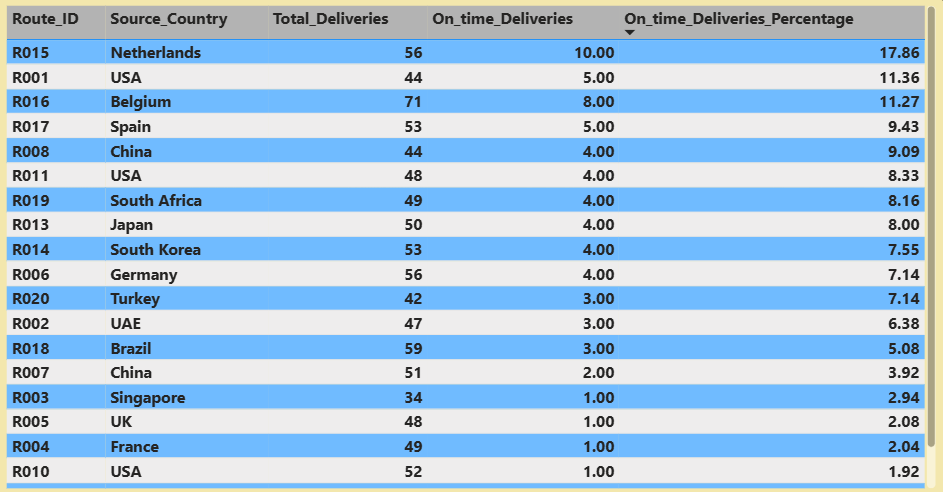 Route_ID Source_Country Total_Deliveries On_time_Deliveries On_time_Deliveries_Percentage
R015 Netherlands 56 10.00 17.86
R001 USA 44 5.00 11.36
R016 Belgium 71 8.00 11.27
R017 Spain 53 5.00 9.43
R008 China 44 4.00 9.09
R011 USA 48 4.00 8.33
R019 South Africa 49 4.00 8.16
R013 Japan 50 4.00 8.00
R014 South Korea 53 4.00 7.55
R006 Germany 56 4.00 7.14
R020 Turkey 42 3.00 7.14
R002 UAE 47 3.00 6.38
R018 Brazil 59 3.00 5.08
R007 China 51 2.00 3.92
R003 Singapore 34 1.00 2.94
R005 UK 48 1.00 2.08
R004 France 49 1.00 2.04
R010 USA 52 1.00 1.92